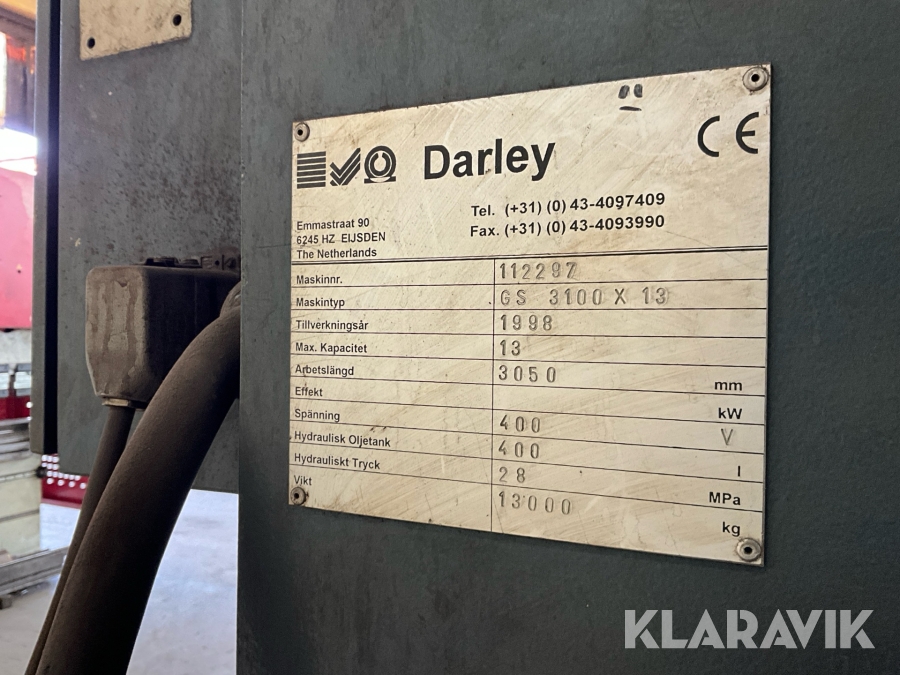 Darley
CE
Emmastraat 90
6245 HZ EIJSDEN
The Netherlands
Tel. (+31) (0) 43-4097409
Fax. (+31) (0) 43-4093990
Maskinnr. 112297
Maskintyp GS 3100 X 13
Tillverkningsår 1998
Max. Kapacitet 13
Arbetslängd 3050 mm
Effekt kW
Spänning 400 V
Hydraulisk Oljetank 400 l
Hydrauliskt Tryck 28 MPa
Vikt 13000 kg
KLARAVIK